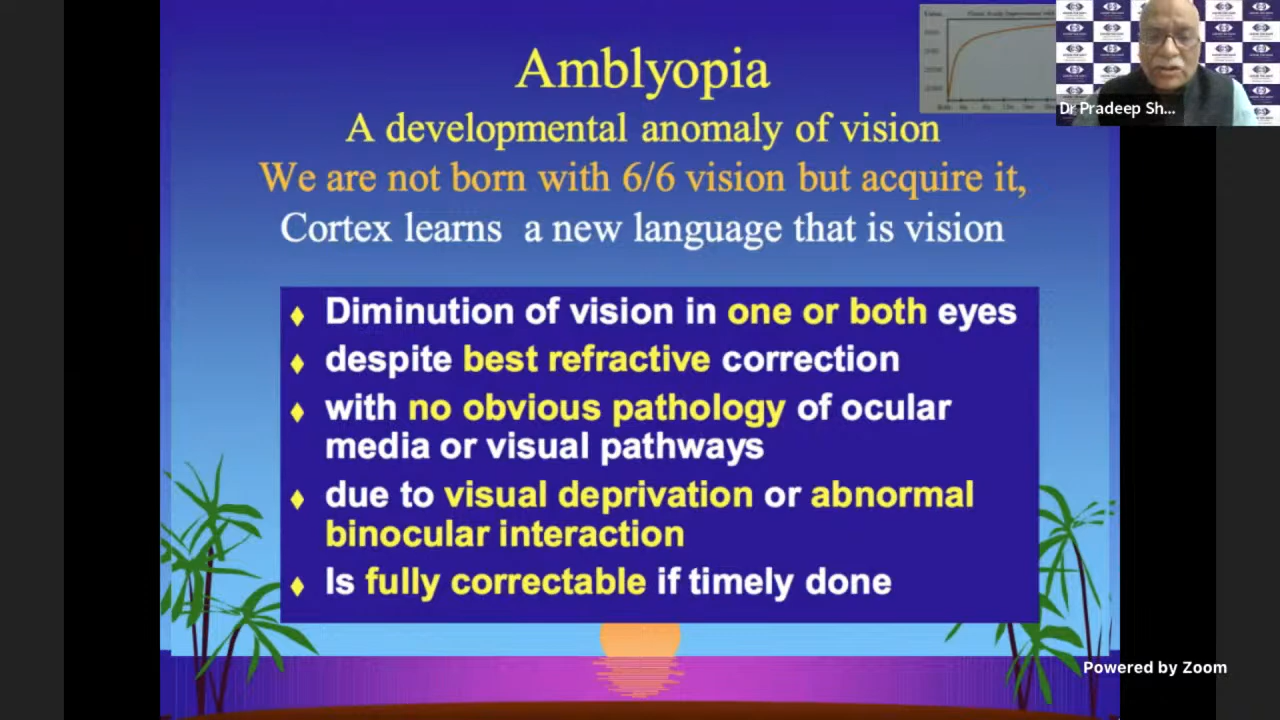 Amblyopia
A developmental anomaly of vision
We are not born with 6/6 vision but acquire it,
Cortex learns a new language that is vision
Diminution of vision in one or both eyes
despite best refractive correction
with no obvious pathology of ocular
media or visual pathways
due to visual deprivation or abnormal
binocular interaction
Is fully correctable if timely done
Dr Pradeep Sh...
Powered by Zoom